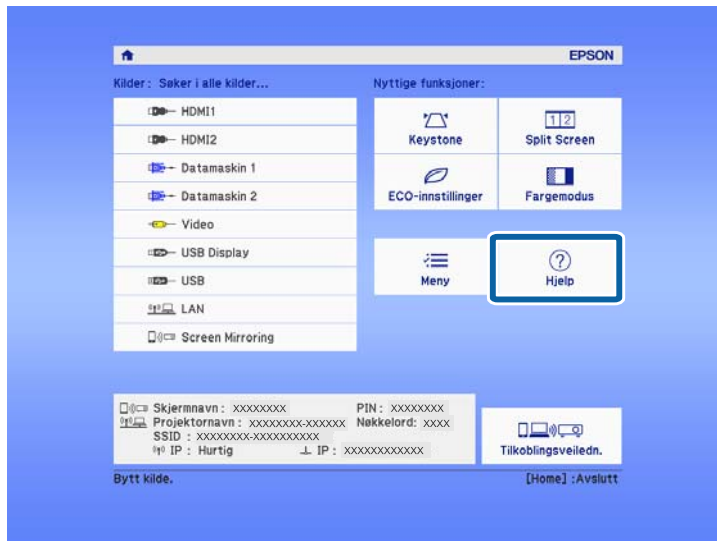 EPSON
Kilder : Søker i alle kilder...
HDMI1
HDMI2
Datamaskin 1
Datamaskin 2
Video
USB Display
USB
LAN
Screen Mirroring
Nyttige funksjoner:
Keystone
1 2
Split Screen
ECO-innstillinger
Fargemodus
Meny
?
Hjelp
Skjermnavn : XXXXXXXX PIN : XXXXXXXX
Projektornavn : XXXXXXXX-XXXXXX Nøkkelord: XXXX
SSID : XXXXXXXX-XXXXXXXXXX
IP : Hurtig IP : XXXXXXXXXXXX
Tilkoblingsveiledn.
Bytt kilde. [Home] :Avslutt